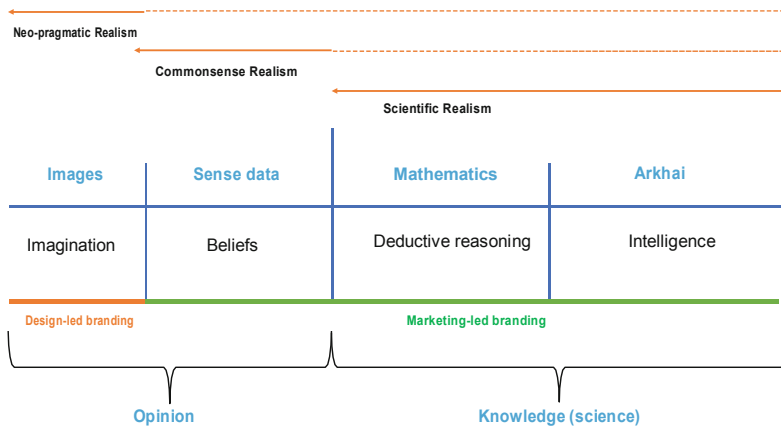 Neo-pragmatic Realism
Commonsense Realism
Scientific Realism
Images Sense data Mathematics Arkhai
Imagination Beliefs Deductive reasoning Intelligence
Design-led branding Marketing-led branding
Opinion Knowledge (science)